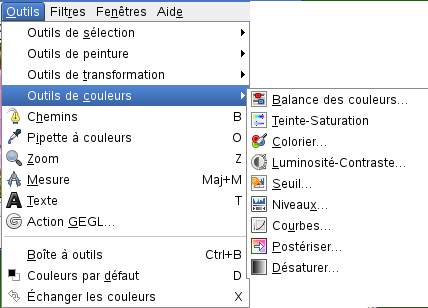 Outils Filtres Fenêtres Aide
Outils de sélection
Outils de peinture
Outils de transformation
Outils de couleurs
Chemins B
Pipette à couleurs O
Zoom Z
Mesure Maj+M
Texte T
Action GEGL...
Boîte à outils Ctrl+B
Couleurs par défaut D
Échanger les couleurs X
Balance des couleurs...
Teinte-Saturation
Colorier...
Luminosité-Contraste...
Seuil...
Niveaux...
Courbes...
Postériser...
Désaturer...